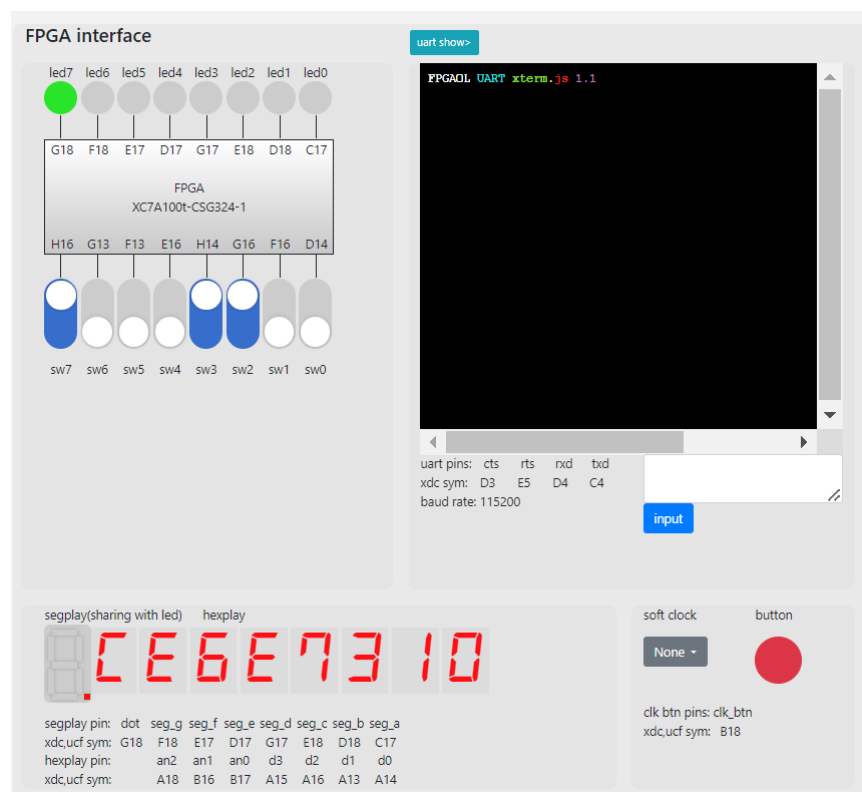 FPGA interface
uart show>
led7 led6 led5 led4 led3 led2 led1 led0
G18 F18 E17 D17 G17 E18 D18 C17
FPGA
XC7A100t-CSG324-1
H16 G13 F13 E16 H14 G16 F16 D14
sw7 sw6 sw5 sw4 sw3 sw2 sw1 sw0
FPGAOL UART xterm.js 1.1
uart pins: cts rts rxd txd
xdc sym: D3 E5 D4 C4
baud rate: 115200
input
segplay(sharing with led) hexplay
. CE6E7310
segplay pin: dot seg_g seg_f seg_e seg_d seg_c seg_b seg_a
xdc,ucf sym: G18 F18 E17 D17 G17 E18 D18 C17
hexplay pin: an2 an1 an0 d3 d2 d1 d0
xdc,ucf sym: A18 B16 B17 A15 A16 A13 A14
soft clock button
None
clk btn pins: clk_btn
xdc,ucf sym: B18